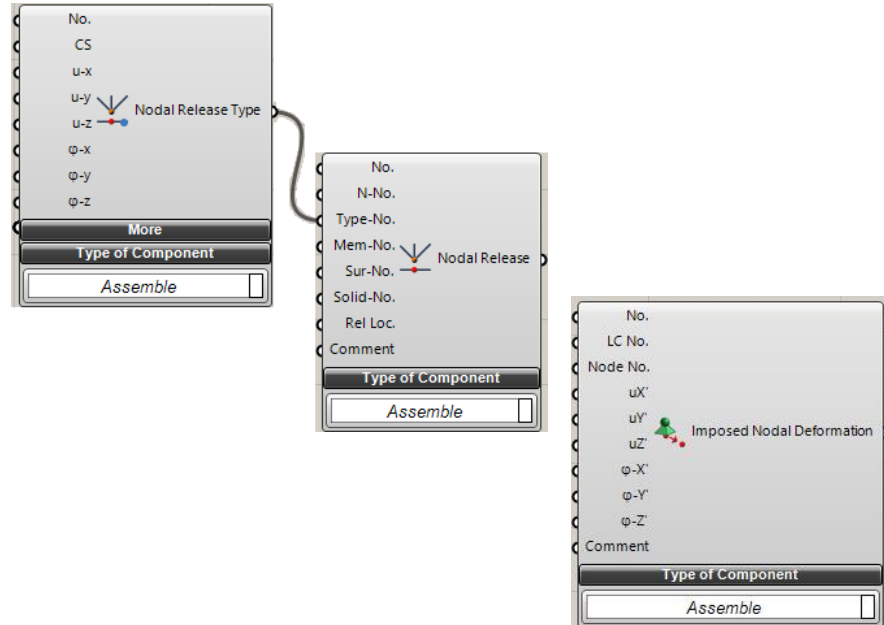 No.
CS
u-x
u-y
u-z
φ-x
φ-y
φ-z
Nodal Release Type
More
Type of Component
Assemble
No.
N-No.
Type-No.
Mem-No.
Sur-No.
Solid-No.
Rel Loc.
Comment
Nodal Release
Type of Component
Assemble
No.
LC No.
Node No.
uX'
uY'
uZ'
φ-X'
φ-Y'
φ-Z'
Comment
Imposed Nodal Deformation
Type of Component
Assemble